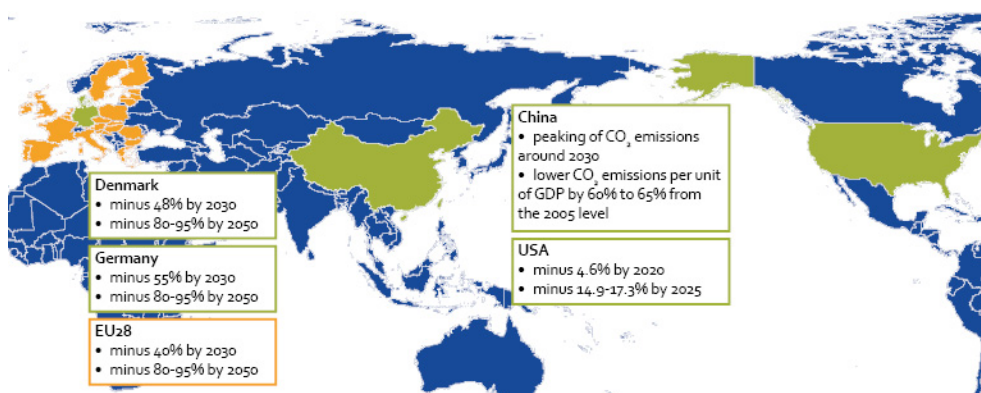 Denmark
• minus 48% by 2030
• minus 80-95% by 2050
Germany
• minus 55% by 2030
• minus 80-95% by 2050
EU28
• minus 40% by 2030
• minus 80-95% by 2050
China
• peaking of CO₂ emissions
around 2030
• lower CO₂ emissions per unit
of GDP by 60% to 65% from
the 2005 level
USA
• minus 4.6% by 2020
• minus 14.9-17.3% by 2025